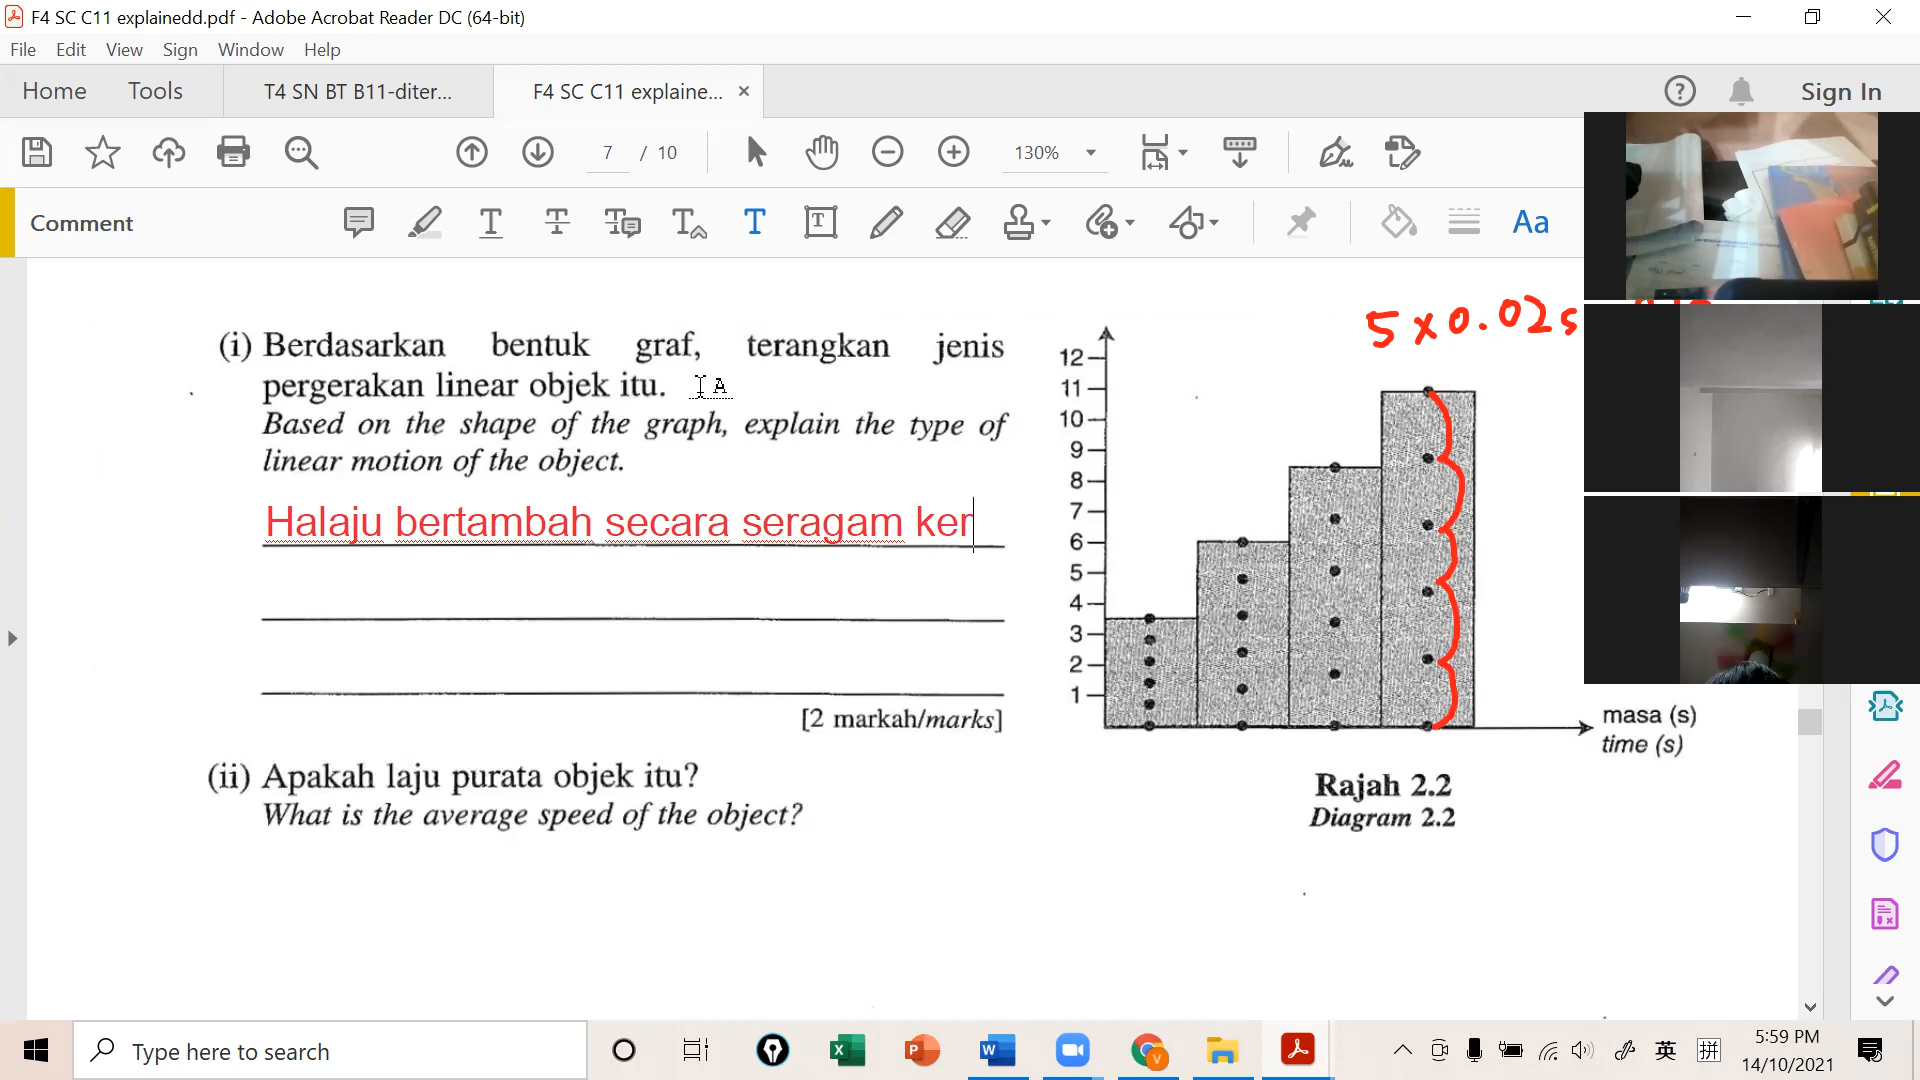 F4 SC C11 explainedd.pdf - Adobe Acrobat Reader DC (64-bit)
File Edit View Sign Window Help
Home Tools T4 SN BT B11-diter... F4 SC C11 explaine... × Sign In
7 / 10 130%
Comment Aa
5 x 0.02s
(i) Berdasarkan bentuk graf, terangkan jenis
pergerakan linear objek itu.
Based on the shape of the graph, explain the type of
linear motion of the object.
Halaju bertambah secara seragam ker
[2 markah/marks]
(ii) Apakah laju purata objek itu?
What is the average speed of the object?
12
11
10
9
8
7
6
5
4
3
2
1
masa (s)
time (s)
Rajah 2.2
Diagram 2.2
Type here to search
英 拼
5:59 PM
14/10/2021